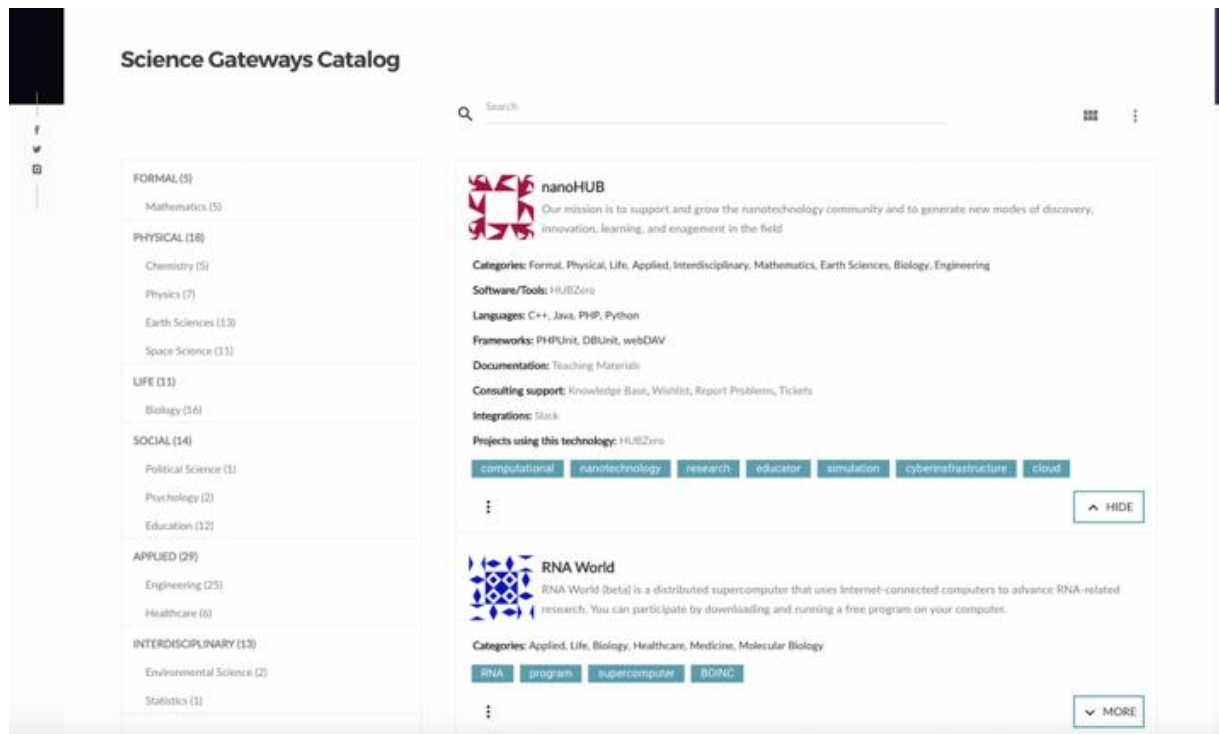 Science Gateways Catalog
Search
FORMAL (5)
Mathematics (5)
PHYSICAL (18)
Chemistry (5)
Physics (7)
Earth Sciences (13)
Space Science (11)
LIFE (11)
Biology (16)
SOCIAL (14)
Political Science (1)
Psychology (2)
Education (12)
APPLIED (29)
Engineering (25)
Healthcare (6)
INTERDISCIPLINARY (13)
Environmental Science (2)
Statistics (1)
nanoHUB
Our mission is to support and grow the nanotechnology community and to generate new modes of discovery,
innovation, learning, and enagement in the field
Categories: Formal, Physical, Life, Applied, Interdisciplinary, Mathematics, Earth Sciences, Biology, Engineering
Software/Tools: HUBZero
Languages: C++, Java, PHP, Python
Frameworks: PHPUnit, DBUnit, webDAV
Documentation: Teaching Materials
Consulting support: Knowledge Base, Wishlist, Report Problems, Tickets
Integrations: Slack
Projects using this technology: HUBZero
computational nanotechnology research educator simulation cyberinsfrastructure cloud
HIDE
RNA World
RNA World (beta) is a distributed supercomputer that uses Internet-connected computers to advance RNA-related
research. You can participate by downloading and running a free program on your computer.
Categories: Applied, Life, Biology, Healthcare, Medicine, Molecular Biology
RNA program supercomputer BOINC
MORE